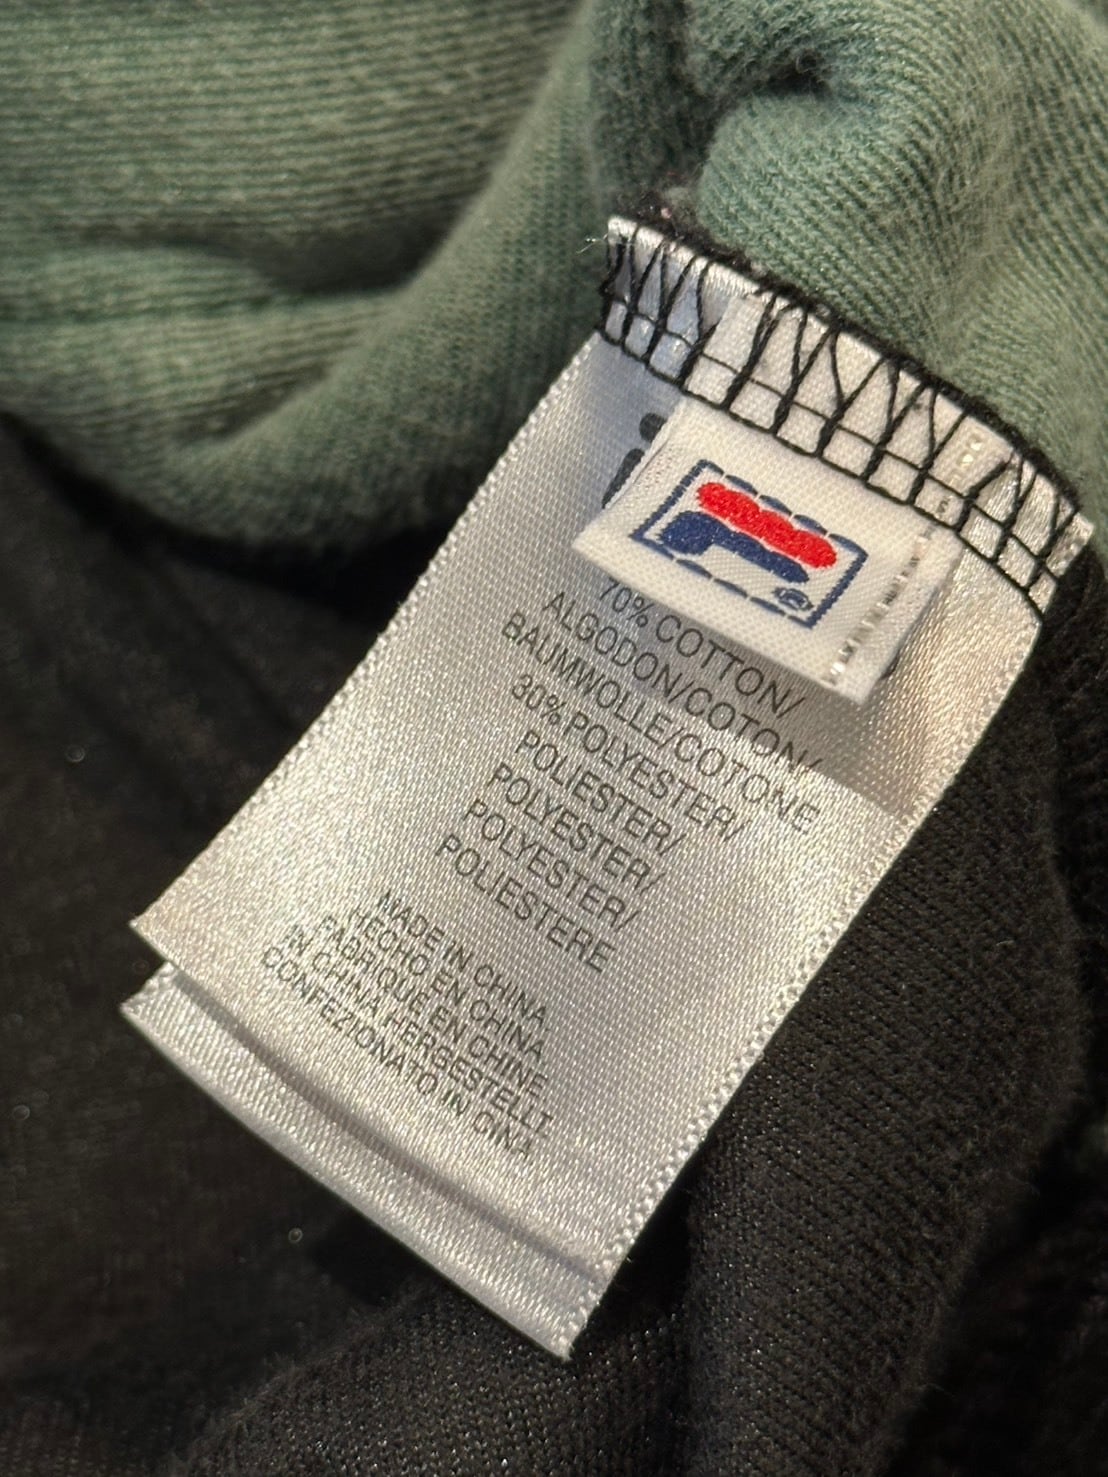 70% COTTON/
ALGODON/COTON/
BAUMWOLLE/COTONE
30% POLYESTER/
POLIESTER/
POLYESTER/
POLYESTER/
POLIESTERE
MADE IN CHINA.
HECHO EN CHINA
FABRIQUE EN CHINE
IN CHINA HERGESTELLT
CONFEZIONATO IN CINA